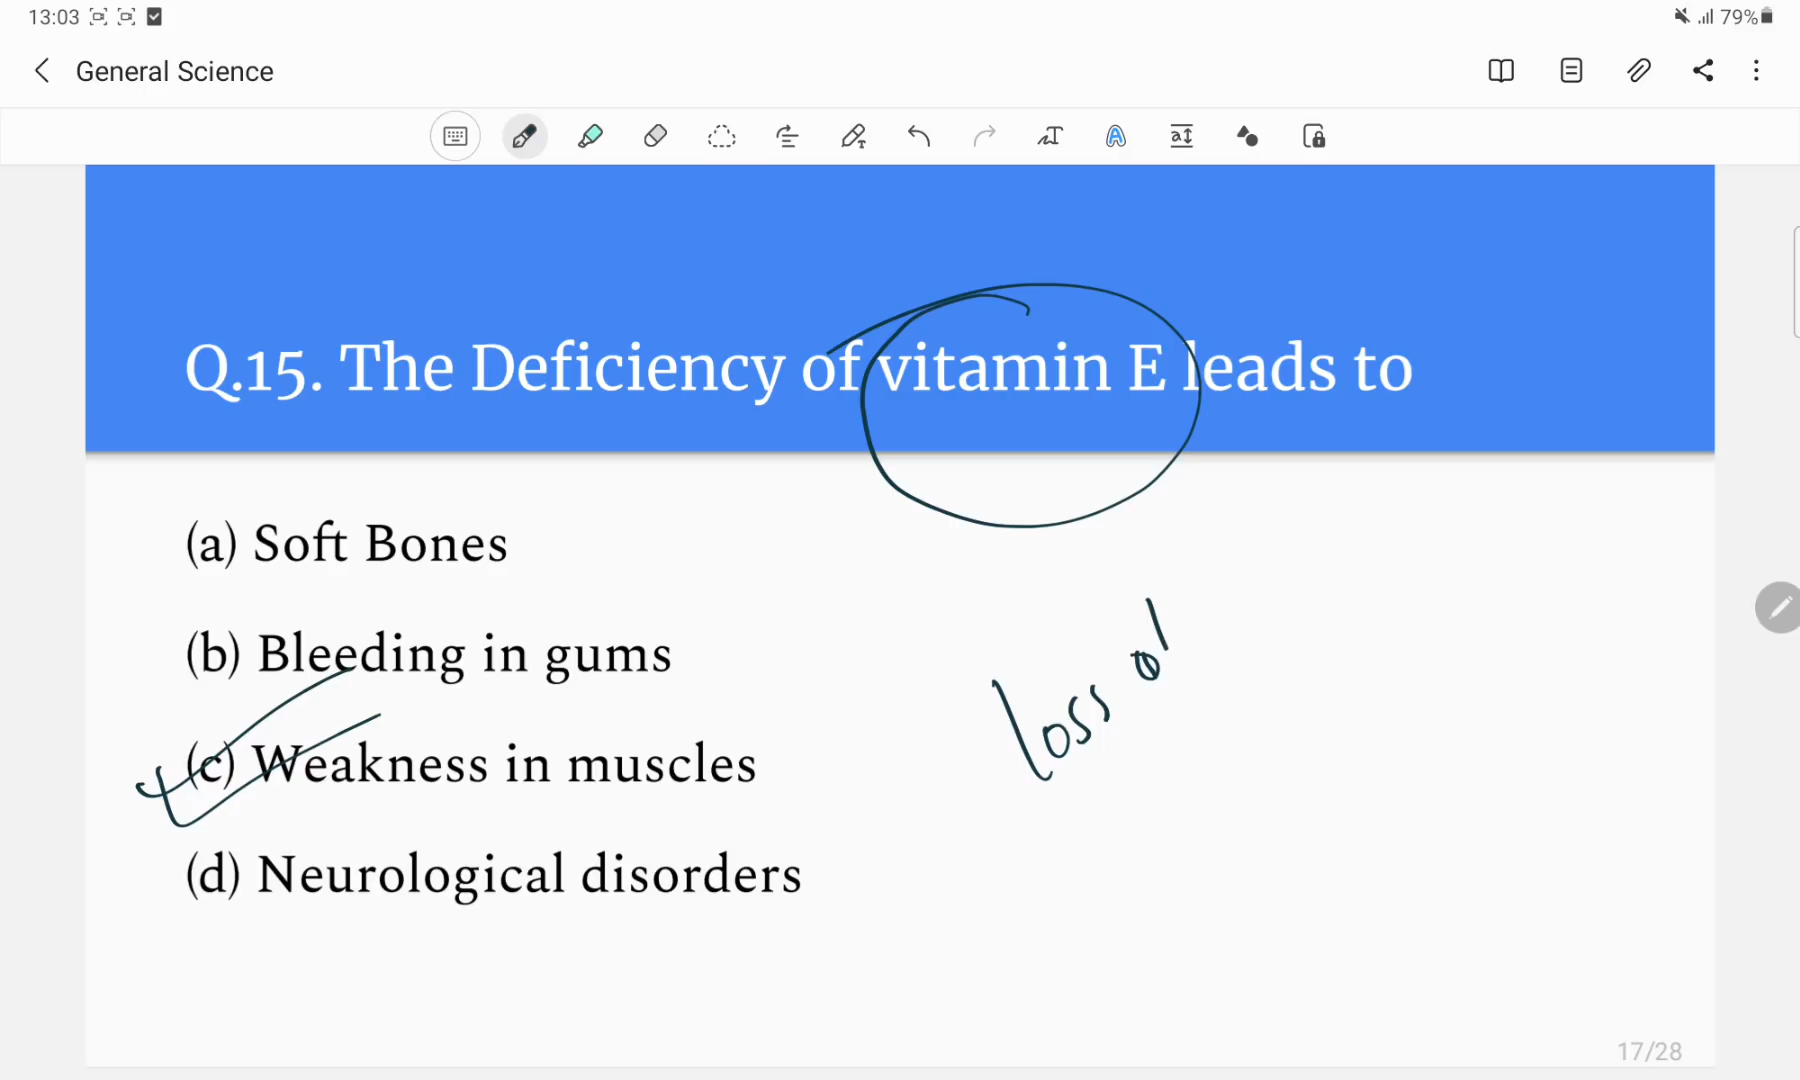 13:03
79%
General Science
Q.15. The Deficiency of vitamin E leads to
(a) Soft Bones
(b) Bleeding in gums
(c) Weakness in muscles
(d) Neurological disorders
loss of
17/28